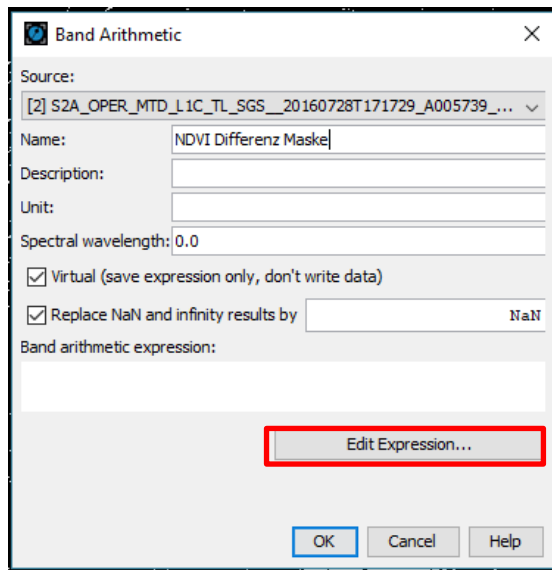 Band Arithmetic
Source:
[2] S2A_OPER_MTD_L1C_TL_SGS__20160728T171729_A005739_...
Name: NDVI Differenz Maske
Description:
Unit:
Spectral wavelength: 0.0
Virtual (save expression only, don't write data)
Replace NaN and infinity results by NaN
Band arithmetic expression:
Edit Expression...
OK Cancel Help